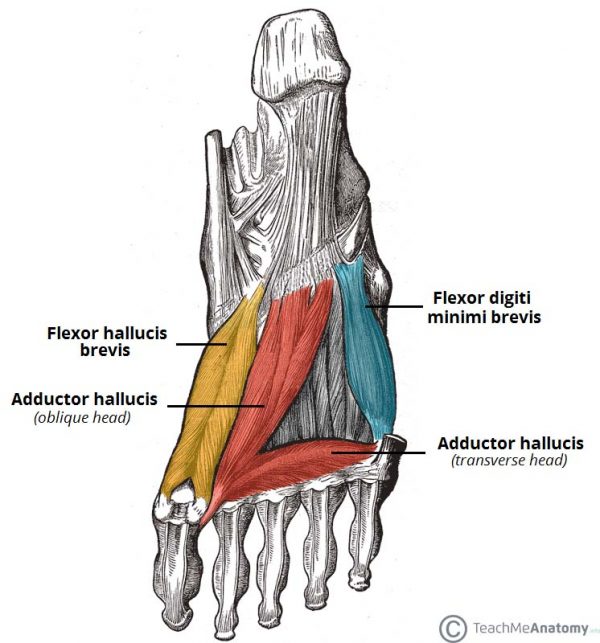 Flexor hallucis
brevis
Adductor hallucis
(oblique head)
Flexor digiti
minimi brevis
Adductor hallucis
(transverse head)
© TeachMeAnatomy